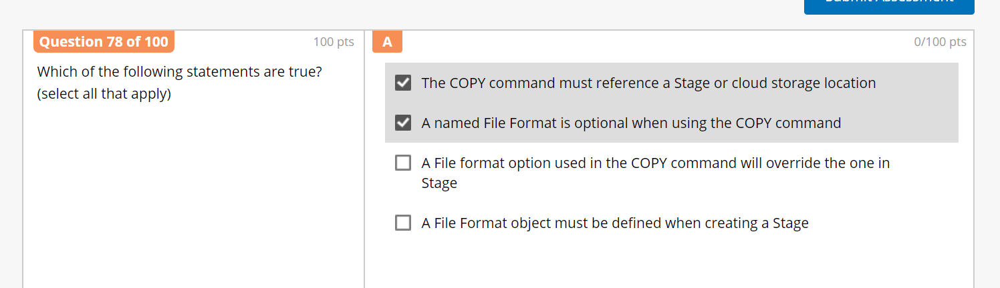 Submit Assessment
Question 78 of 100
100 pts
Which of the following statements are true?
(select all that apply)
A
0/100 pts
The COPY command must reference a Stage or cloud storage location
A named File Format is optional when using the COPY command
A File format option used in the COPY command will override the one in
Stage
A File Format object must be defined when creating a Stage